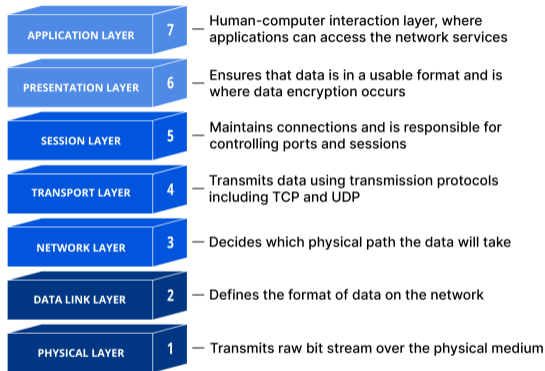 APPLICATION LAYER 7 — Human-computer interaction layer, where
applications can access the network services
PRESENTATION LAYER 6 — Ensures that data is in a usable format and is
where data encryption occurs
SESSION LAYER 5 — Maintains connections and is responsible for
controlling ports and sessions
TRANSPORT LAYER 4 — Transmits data using transmission protocols
including TCP and UDP
NETWORK LAYER 3 — Decides which physical path the data will take
DATA LINK LAYER 2 — Defines the format of data on the network
PHYSICAL LAYER 1 — Transmits raw bit stream over the physical medium